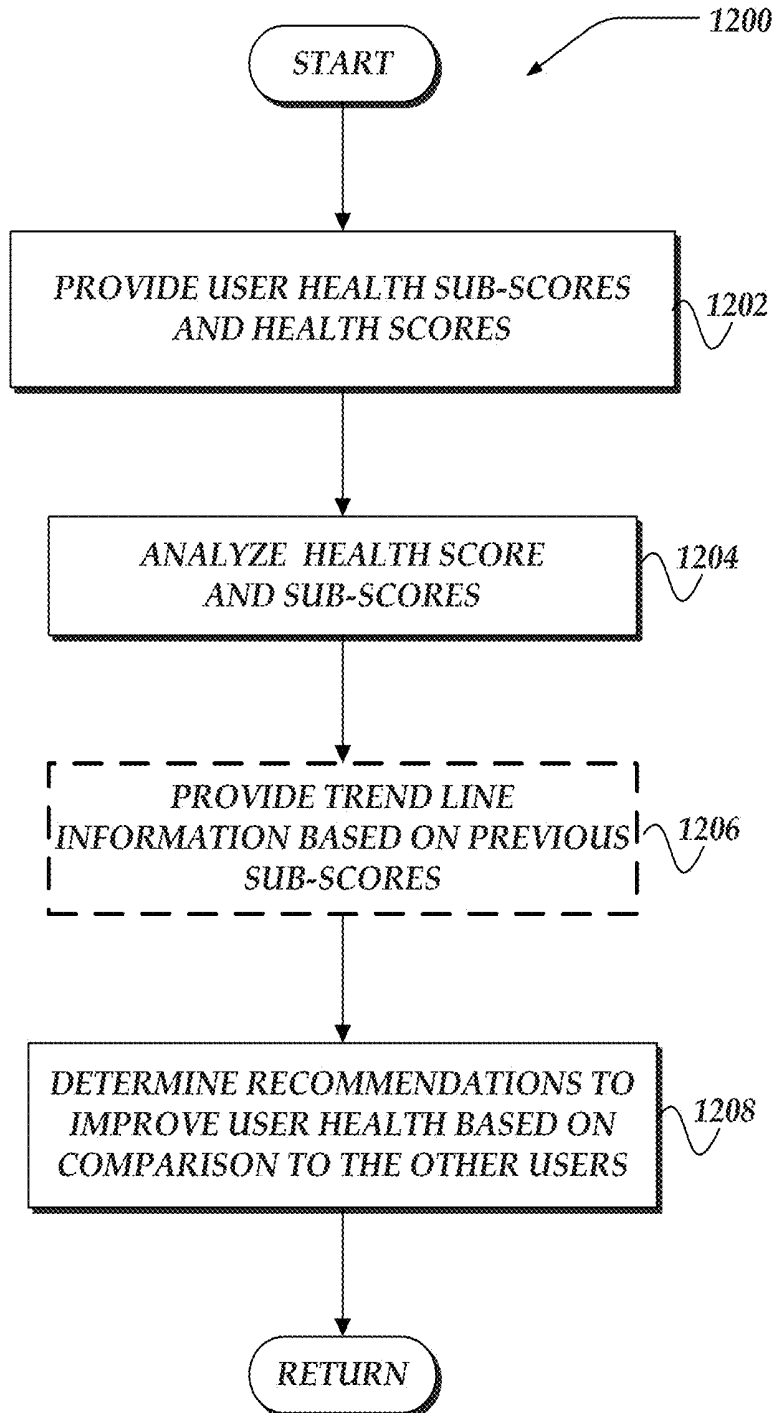 1200
START
PROVIDE USER HEALTH SUB-SCORES
AND HEALTH SCORES
1202
ANALYZE HEALTH SCORE
AND SUB-SCORES
1204
PROVIDE TREND LINE
INFORMATION BASED ON PREVIOUS
SUB-SCORES
1206
DETERMINE RECOMMENDATIONS TO
IMPROVE USER HEALTH BASED ON
COMPARISON TO THE OTHER USERS
1208
RETURN